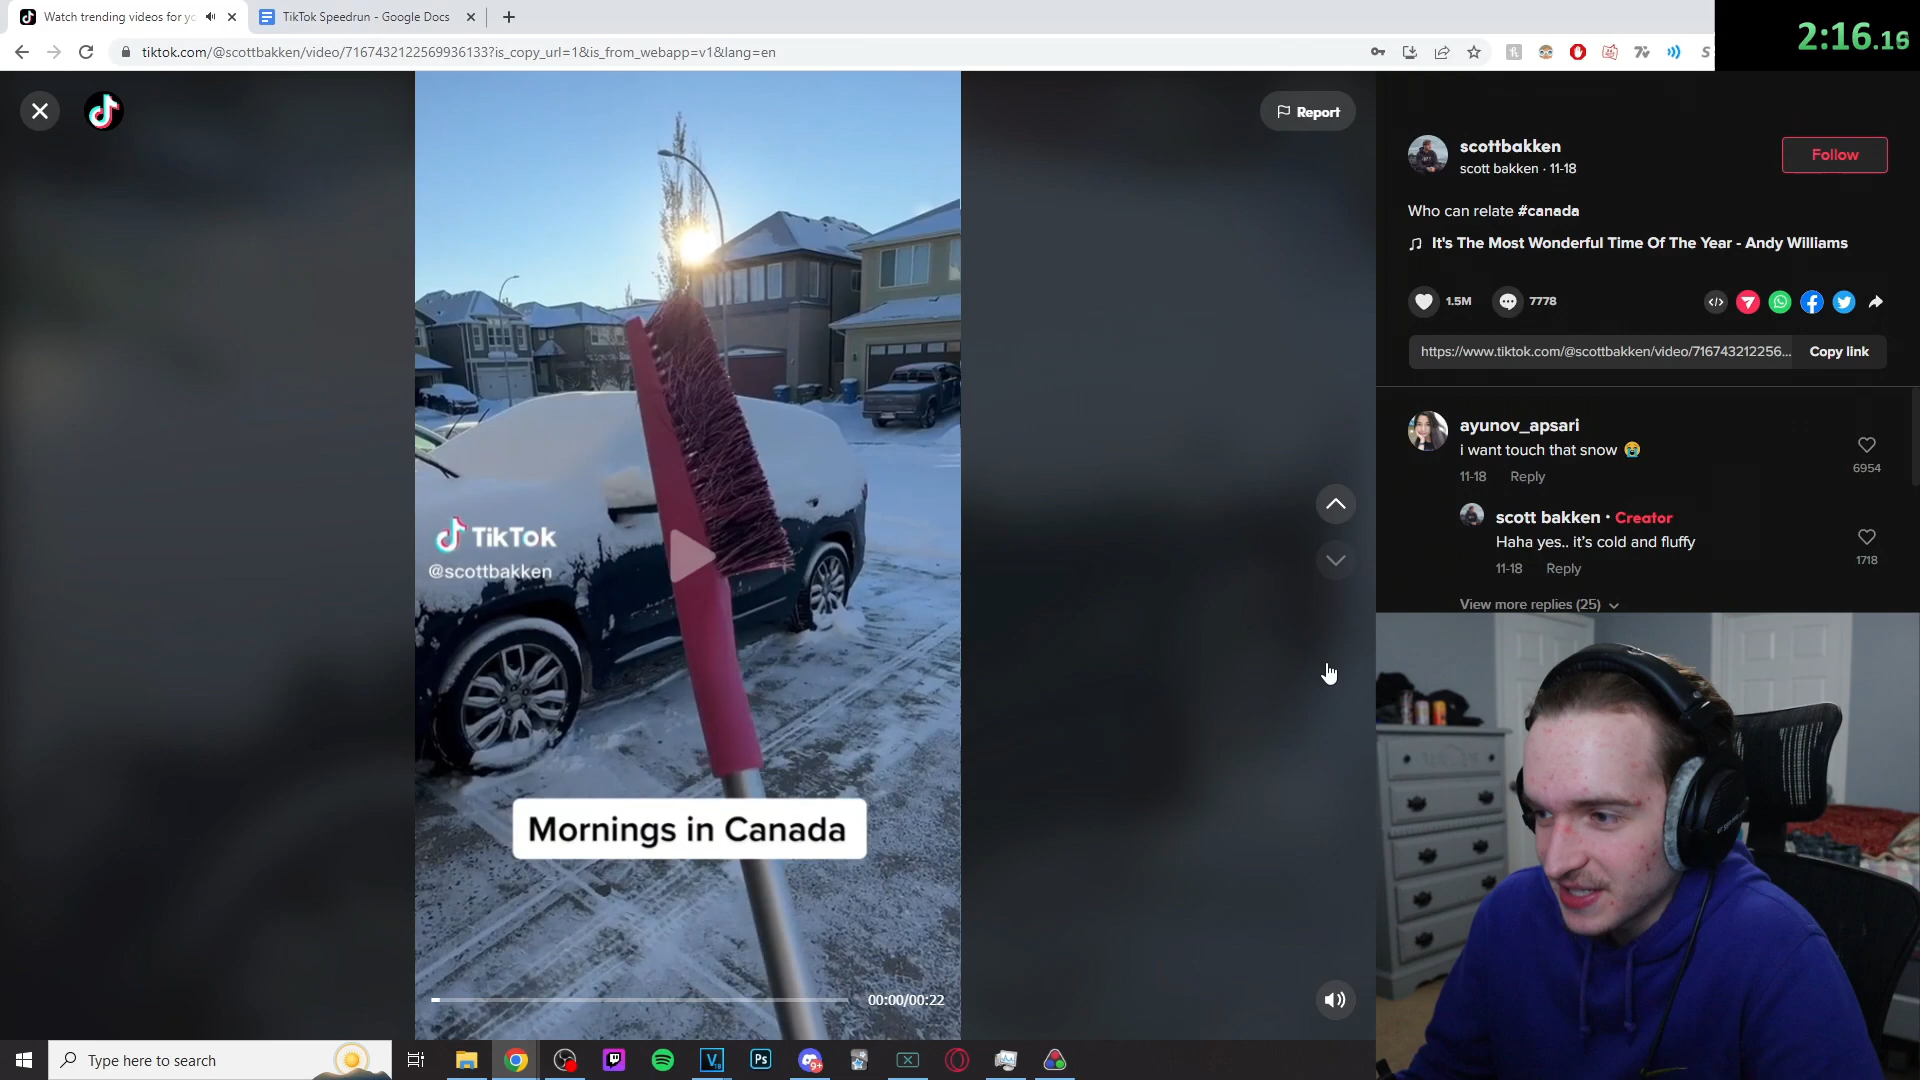 Watch trending videos for yo
TikTok Speedrun - Google Docs
2:16.16
tiktok.com/@scottbakken/video/7167432122569936133?is_copy_url=1&is_from_webapp=v1&lang=en
Report
scottbakken
scott bakken · 11-18
Follow
Who can relate #canada
It's The Most Wonderful Time Of The Year - Andy Williams
1.5M
7778
https://www.tiktok.com/@scottbakken/video/716743212256...
Copy link
ayunov_apsari
i want touch that snow 😭
11-18 Reply
6954
scott bakken · Creator
Haha yes.. it's cold and fluffy
11-18 Reply
1718
View more replies (25)
TikTok
@scottbakken
Mornings in Canada
00:00/00:22
Type here to search